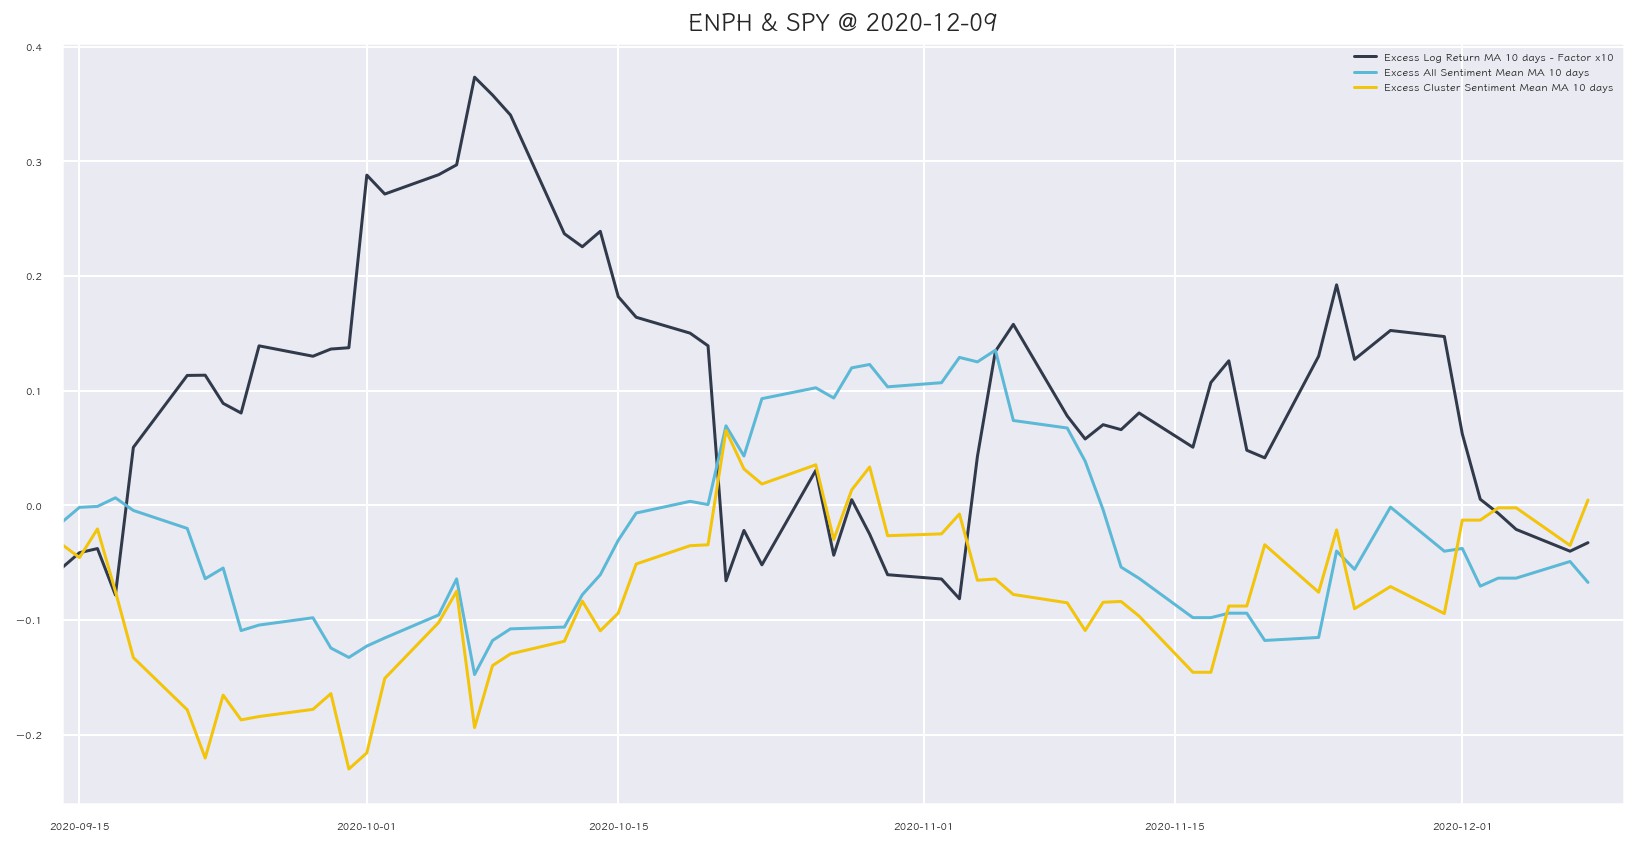 ENPH & SPY @ 2020-12-09
Excess Log Return MA 10 days - Factor x10
Excess All Sentiment Mean MA 10 days
Excess Cluster Sentiment Mean MA 10 days
0.4
0.3
0.2
0.1
0.0
−0.1
−0.2
2020-09-15 2020-10-01 2020-10-15 2020-11-01 2020-11-15 2020-12-01